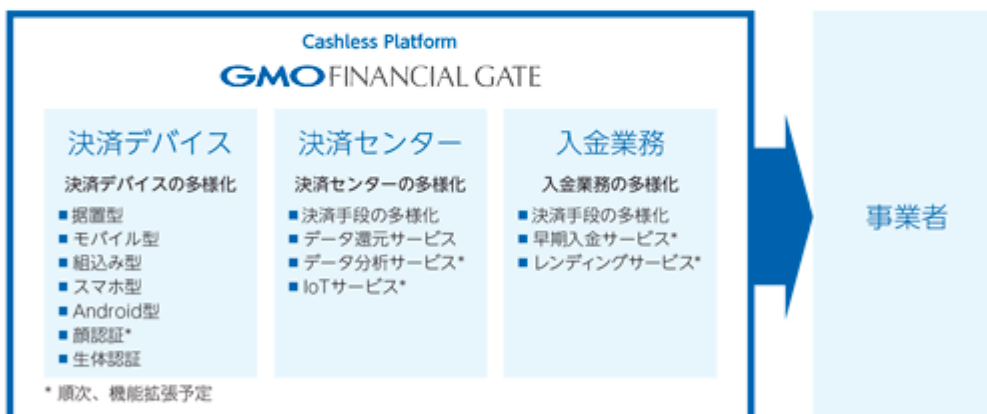 Cashless Platform
GMO FINANCIAL GATE
決済デバイス
決済デバイスの多様化
■据置型
■モバイル型
■組込み型
■スマホ型
■Android型
■顔認証*
■生体認証
決済センター
決済センターの多様化
■決済手段の多様化
■データ還元サービス
■データ分析サービス*
■IoTサービス*
入金業務
入金業務の多様化
■決済手段の多様化
■早期入金サービス*
■レンディングサービス*
* 順次、機能拡張予定
事業者